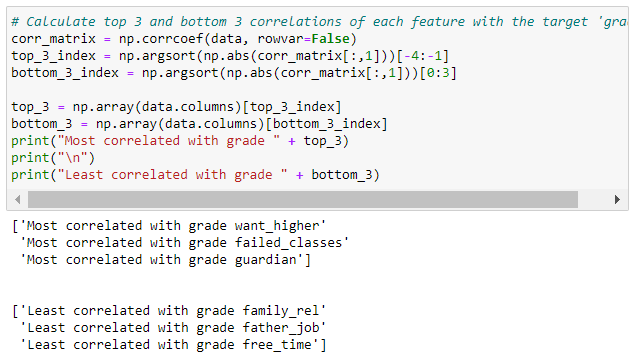 # Calculate top 3 and bottom 3 correlations of each feature with the target 'gra
corr_matrix = np.corrcoef(data, rowvar=False)
top_3_index = np.argsort(np.abs(corr_matrix[:,1]))[-4:-1]
bottom_3_index = np.argsort(np.abs(corr_matrix[:,1]))[0:3]

top_3 = np.array(data.columns)[top_3_index]
bottom_3 = np.array(data.columns)[bottom_3_index]
print("Most correlated with grade " + top_3)
print("\n")
print("Least correlated with grade " + bottom_3)
['Most correlated with grade want_higher'
 'Most correlated with grade failed_classes'
 'Most correlated with grade guardian']

['Least correlated with grade family_rel'
 'Least correlated with grade father_job'
 'Least correlated with grade free_time']